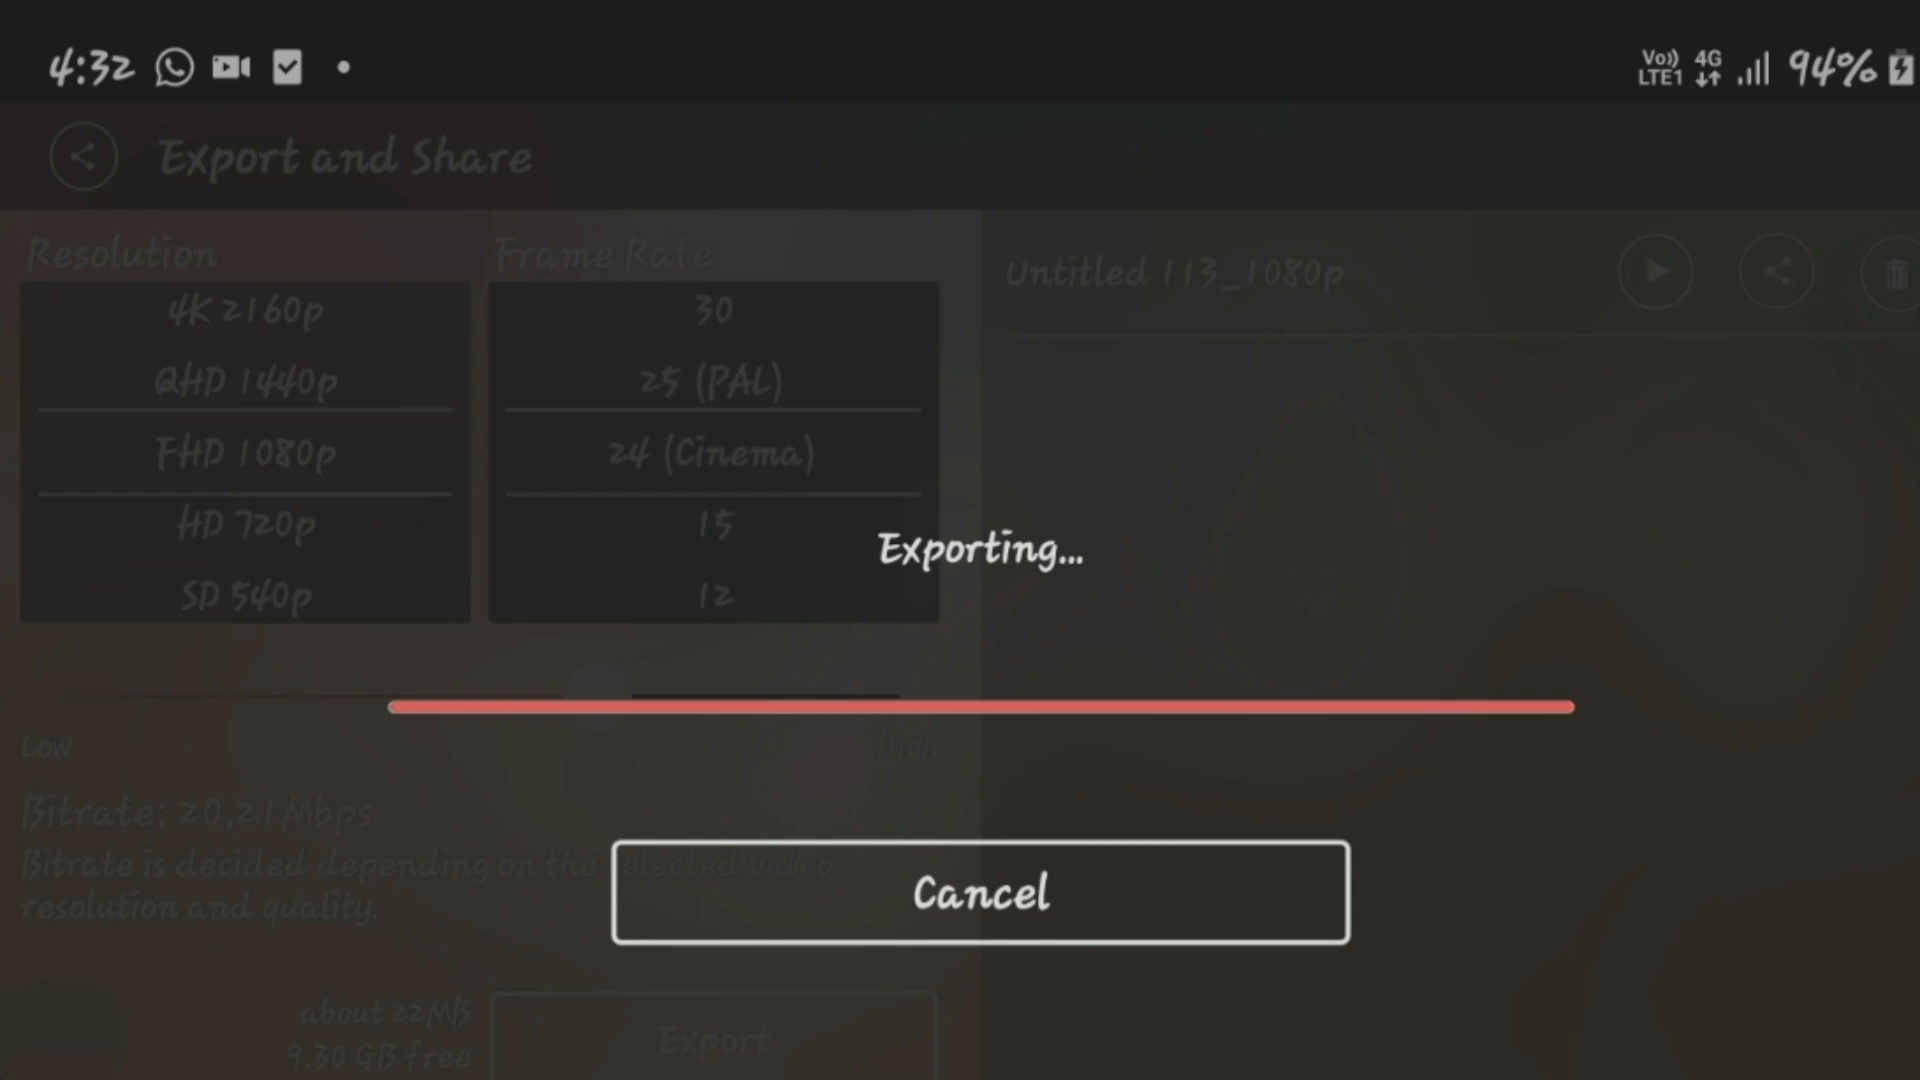 4:32
Vo)) LTE1 4G 94%
Export and Share
Resolution
Frame Rate
4K 2160p
QHD 1440p
FHD 1080p
HD 720p
SD 540p
30
25 (PAL)
24 (Cinema)
15
12
Untitled 113_1080p
Exporting...
Low
High
Bitrate: 20.21Mbps
Bitrate is decided depending on the selected video
resolution and quality.
Cancel
about 22MB
9.30 GB free
Export